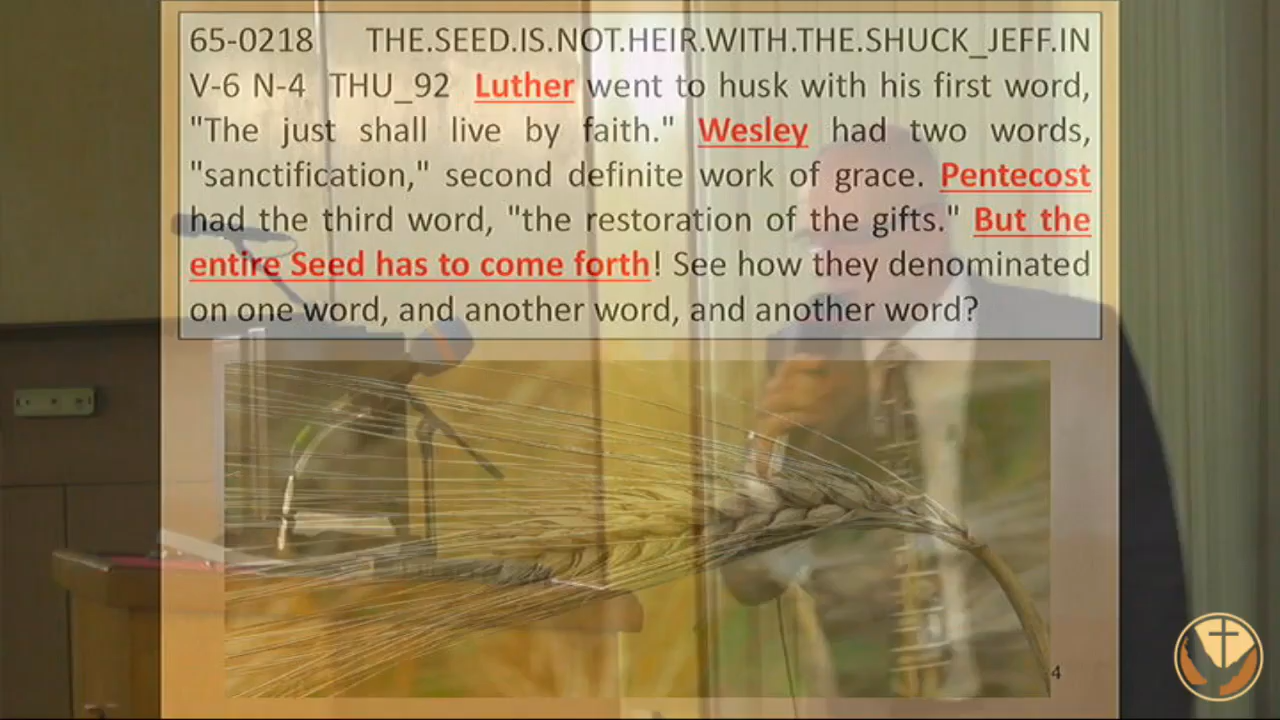 65-0218 THE.SEED.IS.NOT.HEIR.WITH.THE.SHUCK_JEFF.IN
V-6 N-4 THU_92 Luther went to husk with his first word,
"The just shall live by faith." Wesley had two words,
"sanctification," second definite work of grace. Pentecost
had the third word, "the restoration of the gifts." But the
entire Seed has to come forth! See how they denominated
on one word, and another word, and another word?
4